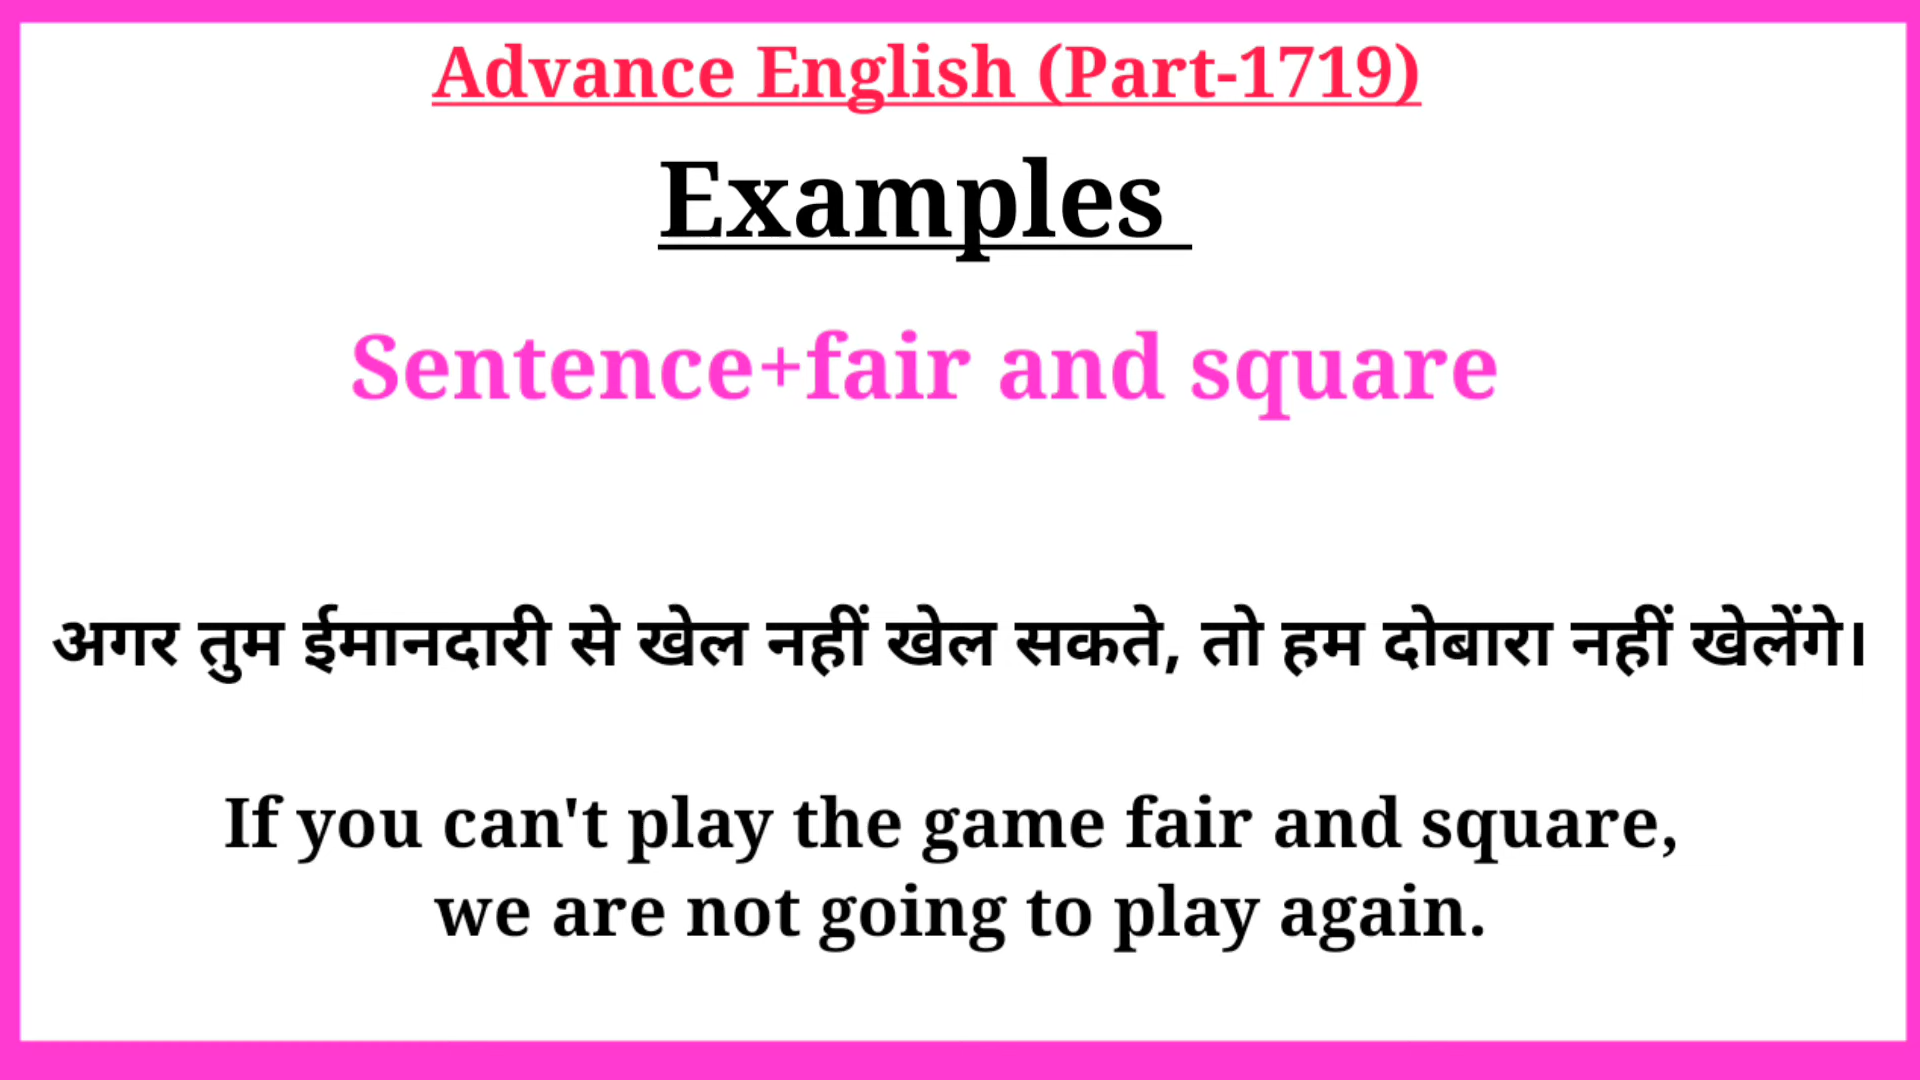 Advance English (Part-1719)
Examples
Sentence+fair and square
अगर तुम ईमानदारी से खेल नहीं खेल सकते, तो हम दोबारा नहीं खेलेंगे।
If you can't play the game fair and square,
we are not going to play again.